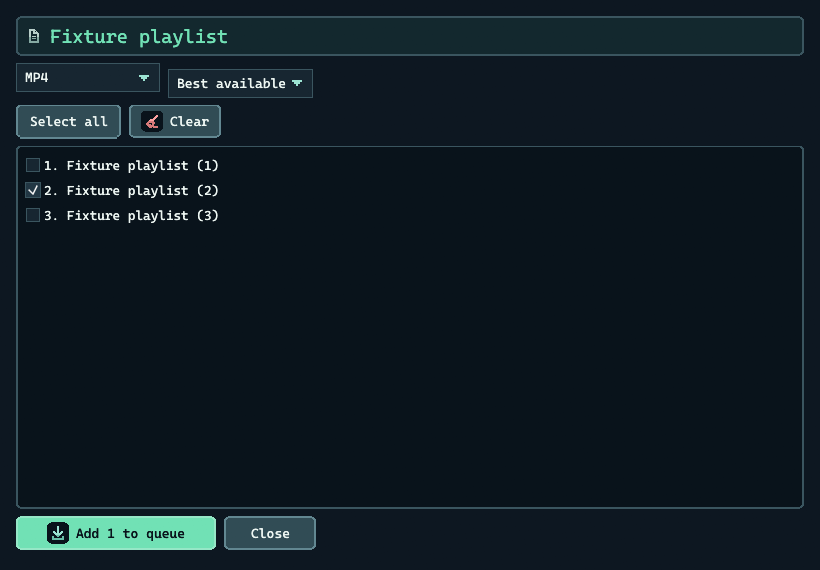 Fixture playlist
MP4
Best available
Select all
Clear
1. Fixture playlist (1)
2. Fixture playlist (2)
3. Fixture playlist (3)
Add 1 to queue
Close